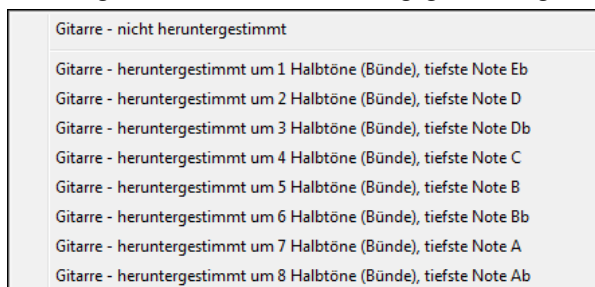 Gitarre - nicht heruntergestimmt
Gitarre - heruntergestimmt um 1 Halbtöne (Bünde), tiefste Note Eb
Gitarre - heruntergestimmt um 2 Halbtöne (Bünde), tiefste Note D
Gitarre - heruntergestimmt um 3 Halbtöne (Bünde), tiefste Note Db
Gitarre - heruntergestimmt um 4 Halbtöne (Bünde), tiefste Note C
Gitarre - heruntergestimmt um 5 Halbtöne (Bünde), tiefste Note B
Gitarre - heruntergestimmt um 6 Halbtöne (Bünde), tiefste Note Bb
Gitarre - heruntergestimmt um 7 Halbtöne (Bünde), tiefste Note A
Gitarre - heruntergestimmt um 8 Halbtöne (Bünde), tiefste Note Ab